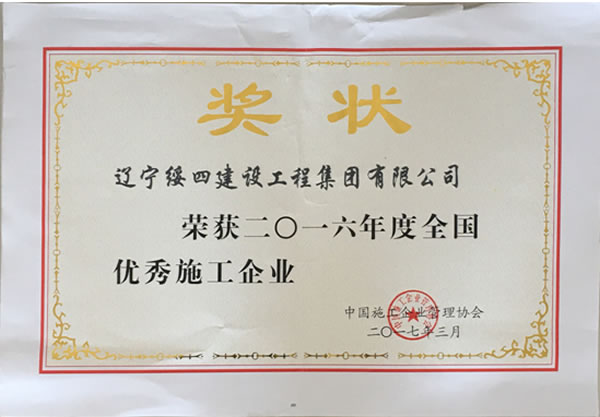 奖状
辽宁绥四建设工程集团有限公司
荣获二〇一六年度全国
优秀施工企业
中国施工企业管理协会
二〇一七年三月